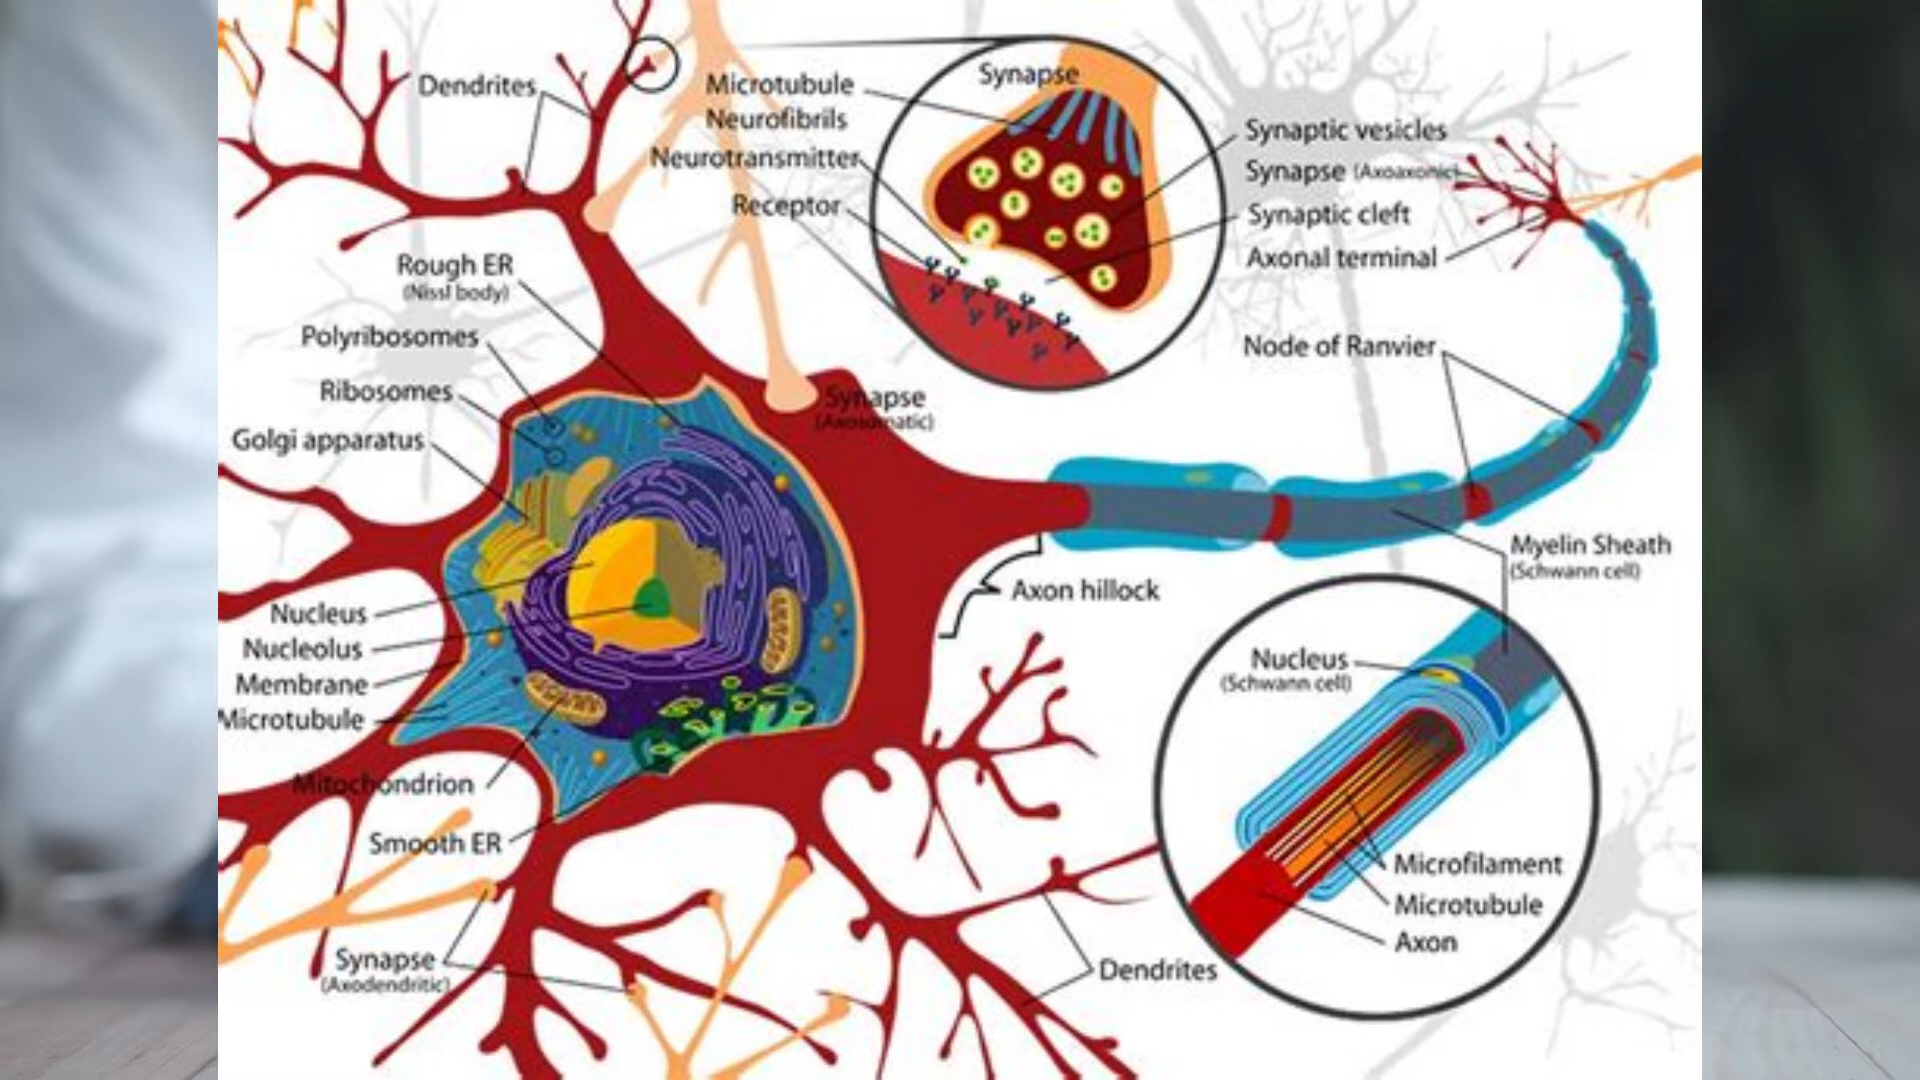 Dendrites
Microtubule
Neurofibrils
Neurotransmitter
Receptor
Synapse
Synaptic vesicles
Synapse (Axoaxonic)
Synaptic cleft
Axonal terminal
Rough ER
(Nissl body)
Polyribosomes
Ribosomes
Golgi apparatus
Synapse
(Axosomatic)
Node of Ranvier
Myelin Sheath
(Schwann cell)
Axon hillock
Nucleus
Nucleolus
Membrane
Microtubule
Mitochondrion
Smooth ER
Synapse
(Axodendritic)
Dendrites
Nucleus
(Schwann cell)
Microfilament
Microtubule
Axon